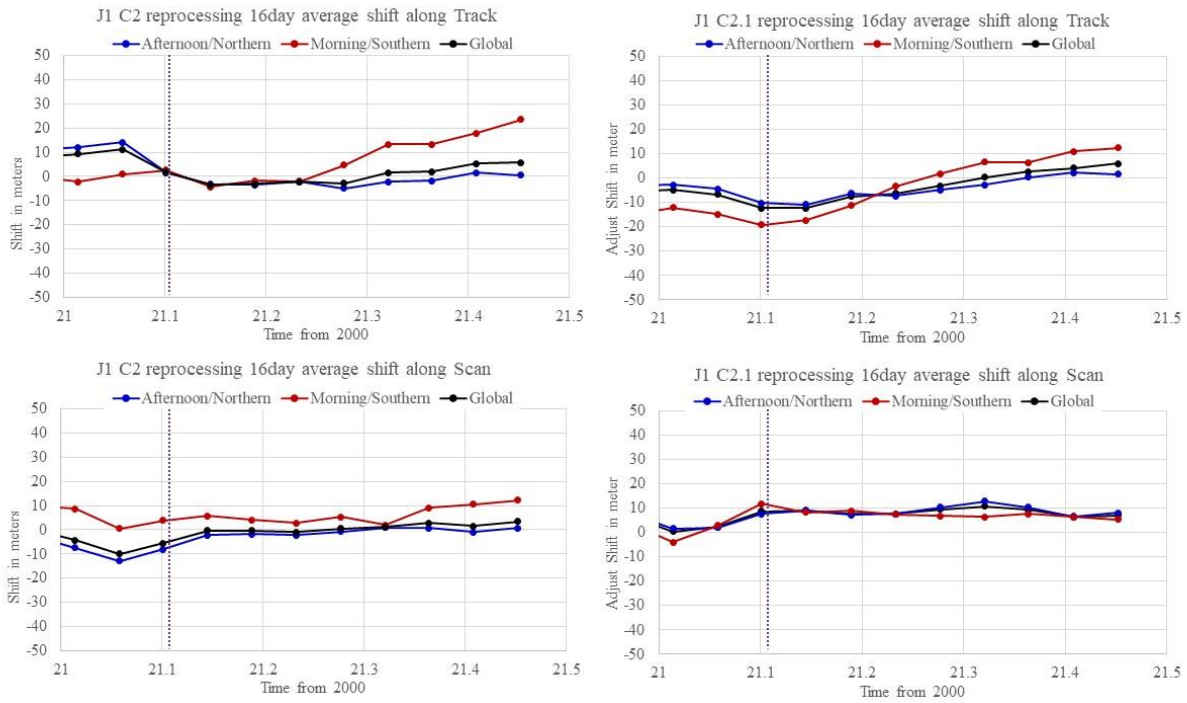 J1 C2 reprocessing 16day average shift along Track
Afternoon/Northern Morning/Southern Global
50
40
30
20
10
0
-10
-20
-30
-40
-50
Shift in meters
21 21.1 21.2 21.3 21.4 21.5
Time from 2000
J1 C2.1 reprocessing 16day average shift along Track
Afternoon/Northern Morning/Southern Global
50
40
30
20
10
0
-10
-20
-30
-40
-50
Adjust Shift in meter
21 21.1 21.2 21.3 21.4 21.5
Time from 2000
J1 C2 reprocessing 16day average shift along Scan
Afternoon/Northern Morning/Southern Global
50
40
30
20
10
0
-10
-20
-30
-40
-50
Shift in meters
21 21.1 21.2 21.3 21.4 21.5
Time from 2000
J1 C2.1 reprocessing 16day average shift along Scan
Afternoon/Northern Morning/Southern Global
50
40
30
20
10
0
-10
-20
-30
-40
-50
Adjust Shift in meter
21 21.1 21.2 21.3 21.4 21.5
Time from 2000